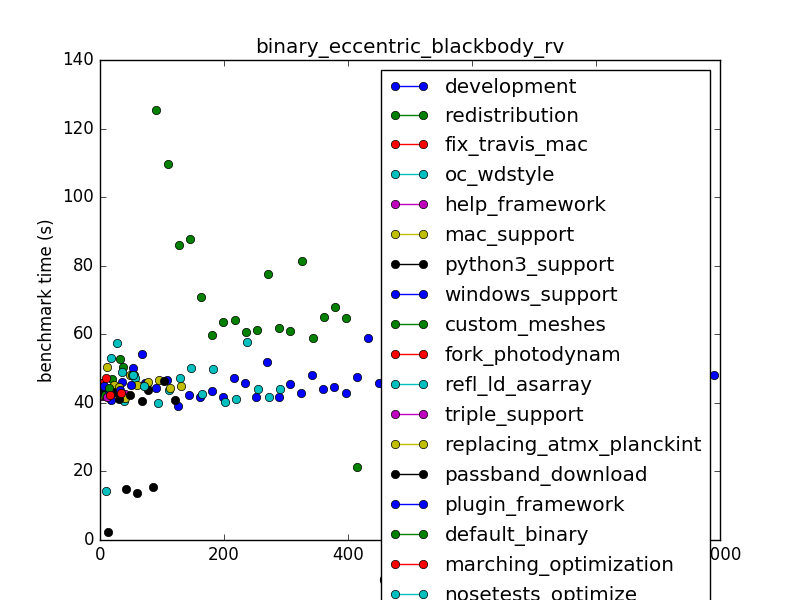 binary_eccentric_blackbody_rv
benchmark time (s)
140
120
100
80
60
40
20
0
0
200
400
000
development
redistribution
fix_travis_mac
oc_wdstyle
help_framework
mac_support
python3_support
windows_support
custom_meshes
fork_photodynam
refl_ld_asarray
triple_support
replacing_atmx_planckint
passband_download
plugin_framework
default_binary
marching_optimization
nosetests_optimize